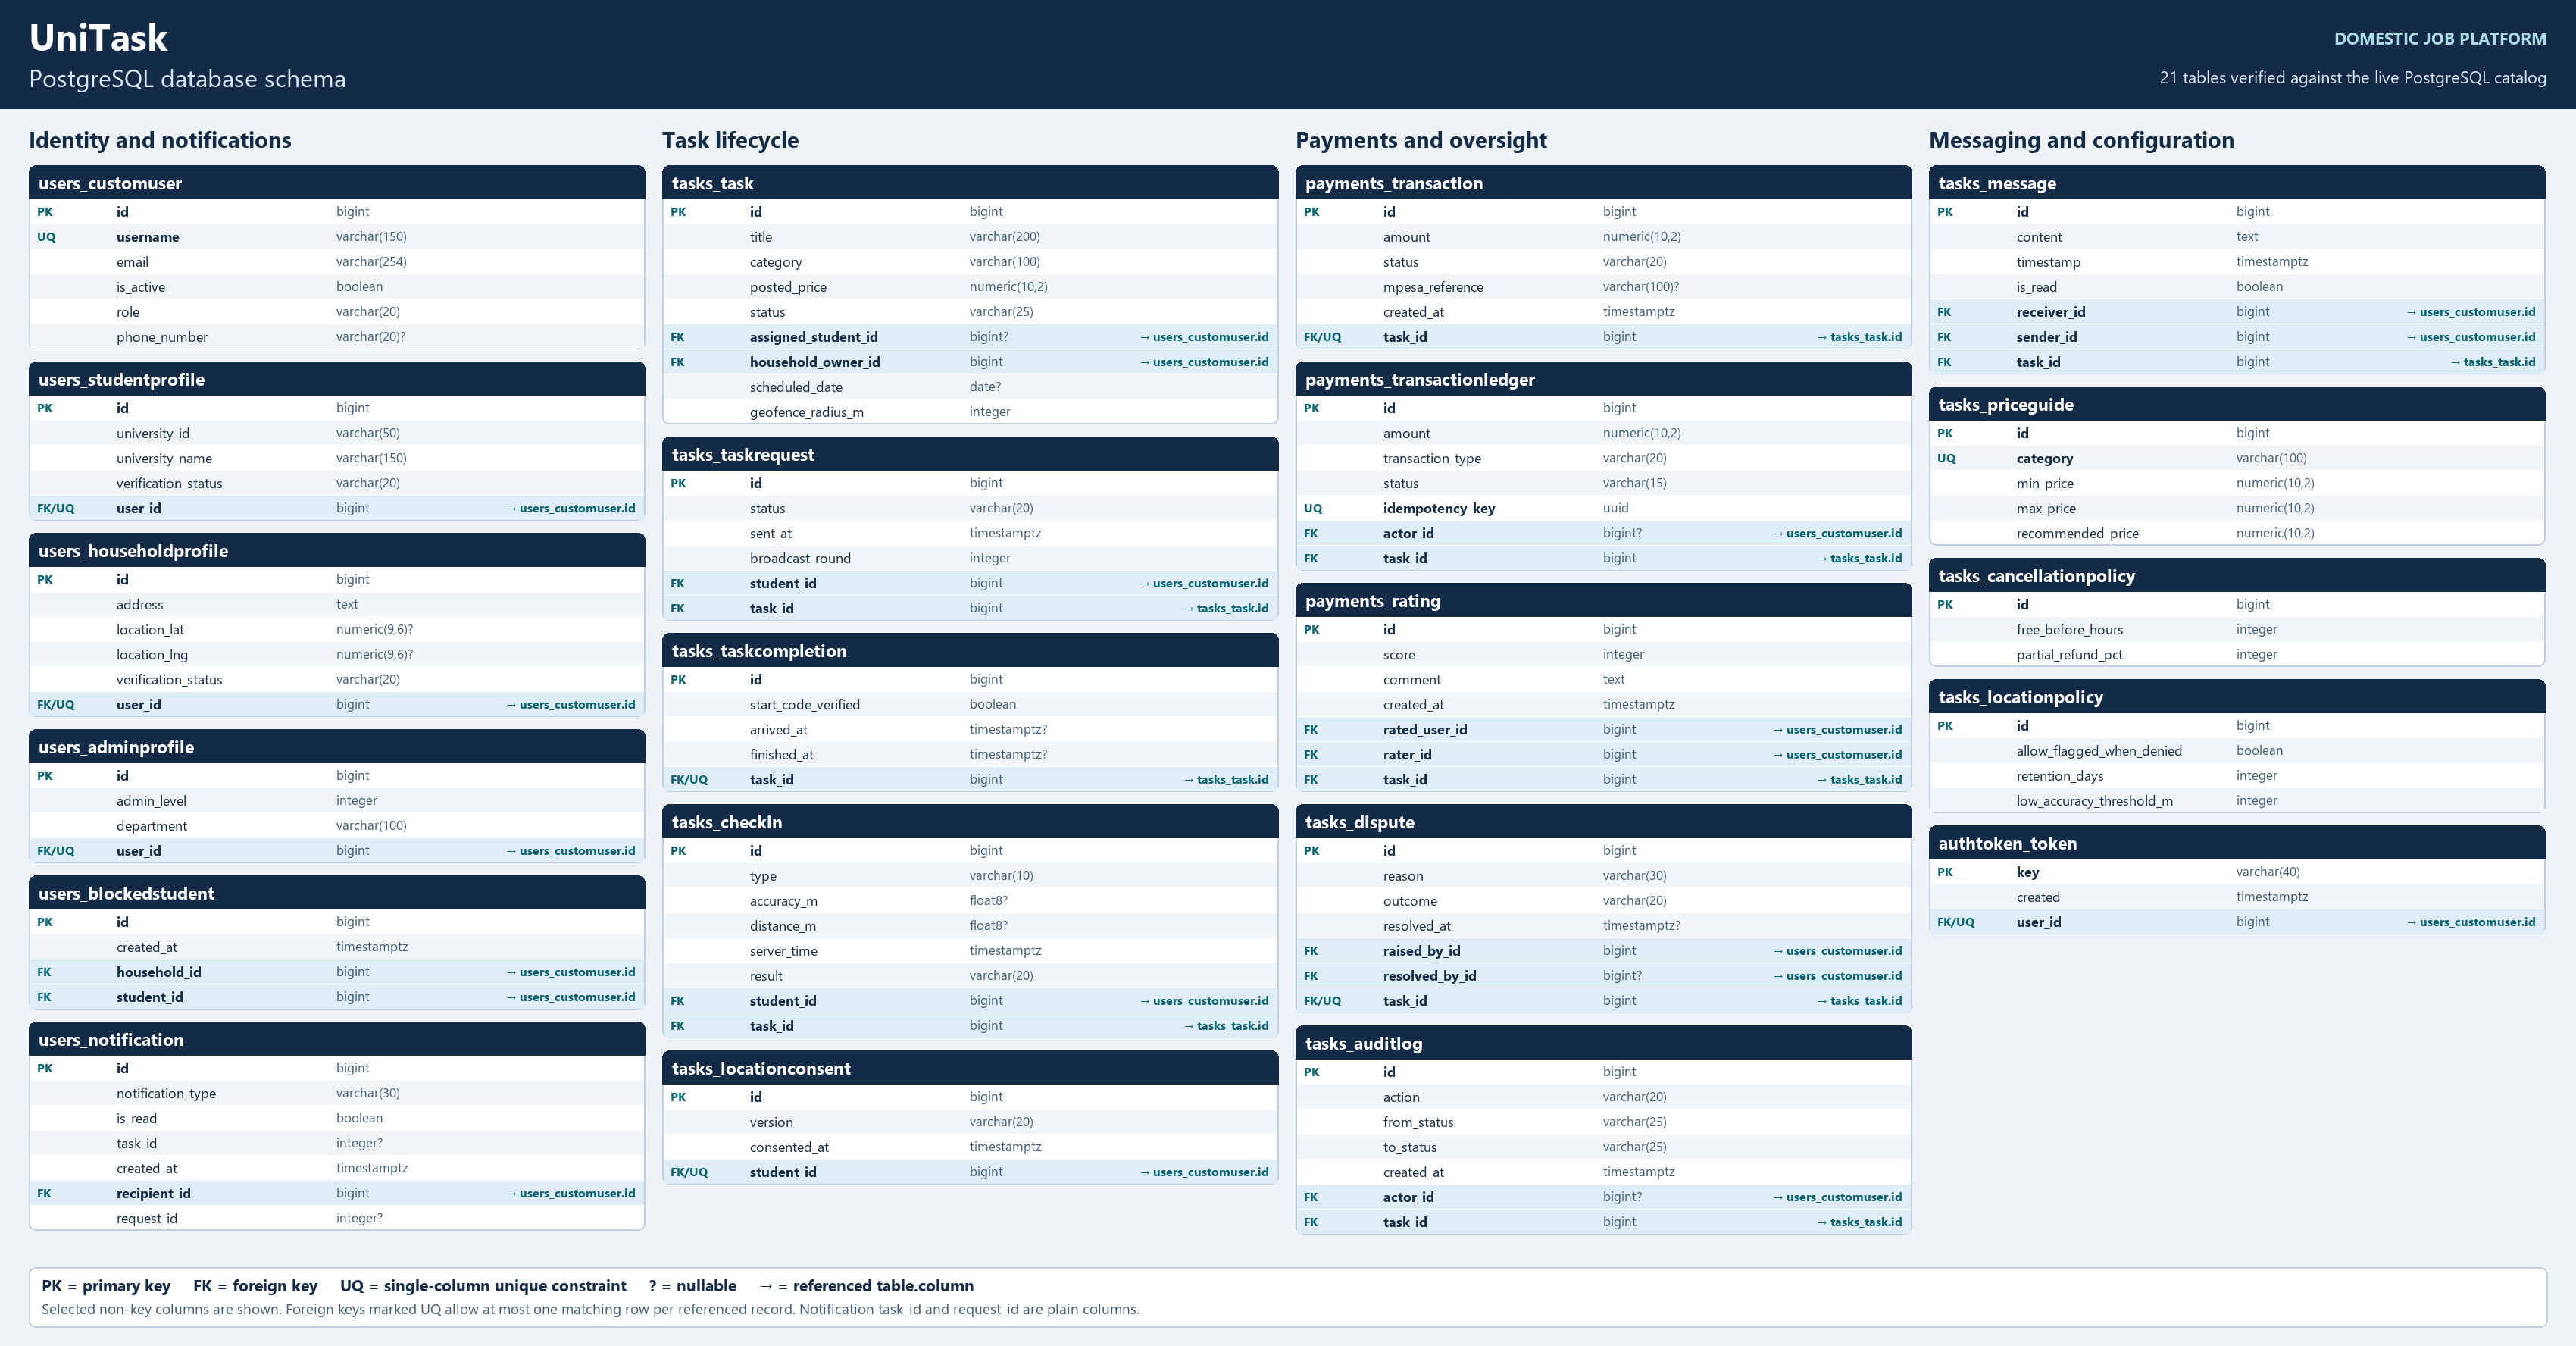 UniTask
PostgreSQL database schema
DOMESTIC JOB PLATFORM
21 tables verified against the live PostgreSQL catalog
Identity and notifications
users_customuser
PK id bigint
UQ username varchar(150)
email varchar(254)
is_active boolean
role varchar(20)
phone_number varchar(20)?
users_studentprofile
PK id bigint
university_id varchar(50)
university_name varchar(150)
verification_status varchar(20)
FK/UQ user_id bigint → users_customuser.id
users_householdprofile
PK id bigint
address text
location_lat numeric(9,6)?
location_lng numeric(9,6)?
verification_status varchar(20)
FK/UQ user_id bigint → users_customuser.id
users_adminprofile
PK id bigint
admin_level integer
department varchar(100)
FK/UQ user_id bigint → users_customuser.id
users_blockedstudent
PK id bigint
created_at timestamptz
FK household_id bigint → users_customuser.id
FK student_id bigint → users_customuser.id
users_notification
PK id bigint
notification_type varchar(30)
is_read boolean
task_id integer?
created_at timestamptz
FK recipient_id bigint → users_customuser.id
request_id integer?
Task lifecycle
tasks_task
PK id bigint
title varchar(200)
category varchar(100)
posted_price numeric(10,2)
status varchar(25)
FK assigned_student_id bigint? → users_customuser.id
FK household_owner_id bigint → users_customuser.id
scheduled_date date?
geofence_radius_m integer
tasks_taskrequest
PK id bigint
status varchar(20)
sent_at timestamptz
broadcast_round integer
FK student_id bigint → users_customuser.id
FK task_id bigint → tasks_task.id
tasks_taskcompletion
PK id bigint
start_code_verified boolean
arrived_at timestamptz?
finished_at timestamptz?
FK/UQ task_id bigint → tasks_task.id
tasks_checkin
PK id bigint
type varchar(10)
accuracy_m float8?
distance_m float8?
server_time timestamptz
result varchar(20)
FK student_id bigint → users_customuser.id
FK task_id bigint → tasks_task.id
tasks_locationconsent
PK id bigint
version varchar(20)
consented_at timestamptz
FK/UQ student_id bigint → users_customuser.id
Payments and oversight
payments_transaction
PK id bigint
amount numeric(10,2)
status varchar(20)
mpesa_reference varchar(100)?
created_at timestamptz
FK/UQ task_id bigint → tasks_task.id
payments_transactionledger
PK id bigint
amount numeric(10,2)
transaction_type varchar(20)
status varchar(15)
UQ idempotency_key uuid
FK actor_id bigint? → users_customuser.id
FK task_id bigint → tasks_task.id
payments_rating
PK id bigint
score integer
comment text
created_at timestamptz
FK rated_user_id bigint → users_customuser.id
FK rater_id bigint → users_customuser.id
FK task_id bigint → tasks_task.id
tasks_dispute
PK id bigint
reason varchar(30)
outcome varchar(20)
resolved_at timestamptz?
FK raised_by_id bigint → users_customuser.id
FK resolved_by_id bigint? → users_customuser.id
FK/UQ task_id bigint → tasks_task.id
tasks_auditlog
PK id bigint
action varchar(20)
from_status varchar(25)
to_status varchar(25)
created_at timestamptz
FK actor_id bigint? → users_customuser.id
FK task_id bigint → tasks_task.id
Messaging and configuration
tasks_message
PK id bigint
content text
timestamp timestamptz
is_read boolean
FK receiver_id bigint → users_customuser.id
FK sender_id bigint → users_customuser.id
FK task_id bigint → tasks_task.id
tasks_priceguide
PK id bigint
UQ category varchar(100)
min_price numeric(10,2)
max_price numeric(10,2)
recommended_price numeric(10,2)
tasks_cancellationpolicy
PK id bigint
free_before_hours integer
partial_refund_pct integer
tasks_locationpolicy
PK id bigint
allow_flagged_when_denied boolean
retention_days integer
low_accuracy_threshold_m integer
authtoken_token
PK key varchar(40)
created timestamptz
FK/UQ user_id bigint → users_customuser.id
PK = primary key FK = foreign key UQ = single-column unique constraint ? = nullable → = referenced table.column
Selected non-key columns are shown. Foreign keys marked UQ allow at most one matching row per referenced record. Notification task_id and request_id are plain columns.